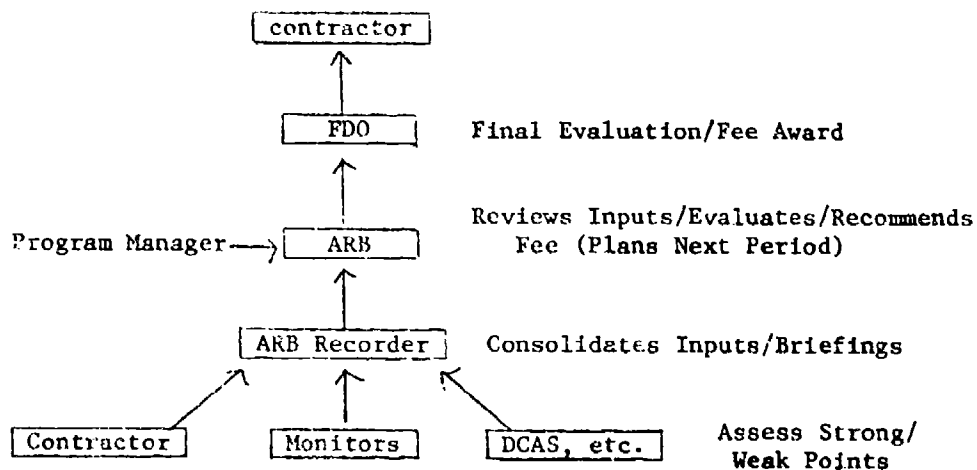 contractor
FDO Final Evaluation/Fee Award
Reviews Inputs/Evaluates/Recommends
Program Manager ARB Fee (Plans Next Period)
ARB Recorder Consolidates Inputs/Briefings
Contractor Monitors DCAS, etc. Assess Strong/
Weak Points